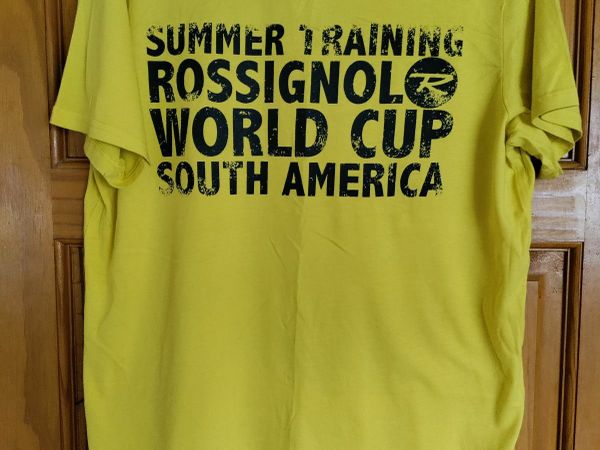 SUMMER TRAINING
ROSSIGNOL R
WORLD CUP
SOUTH AMERICA